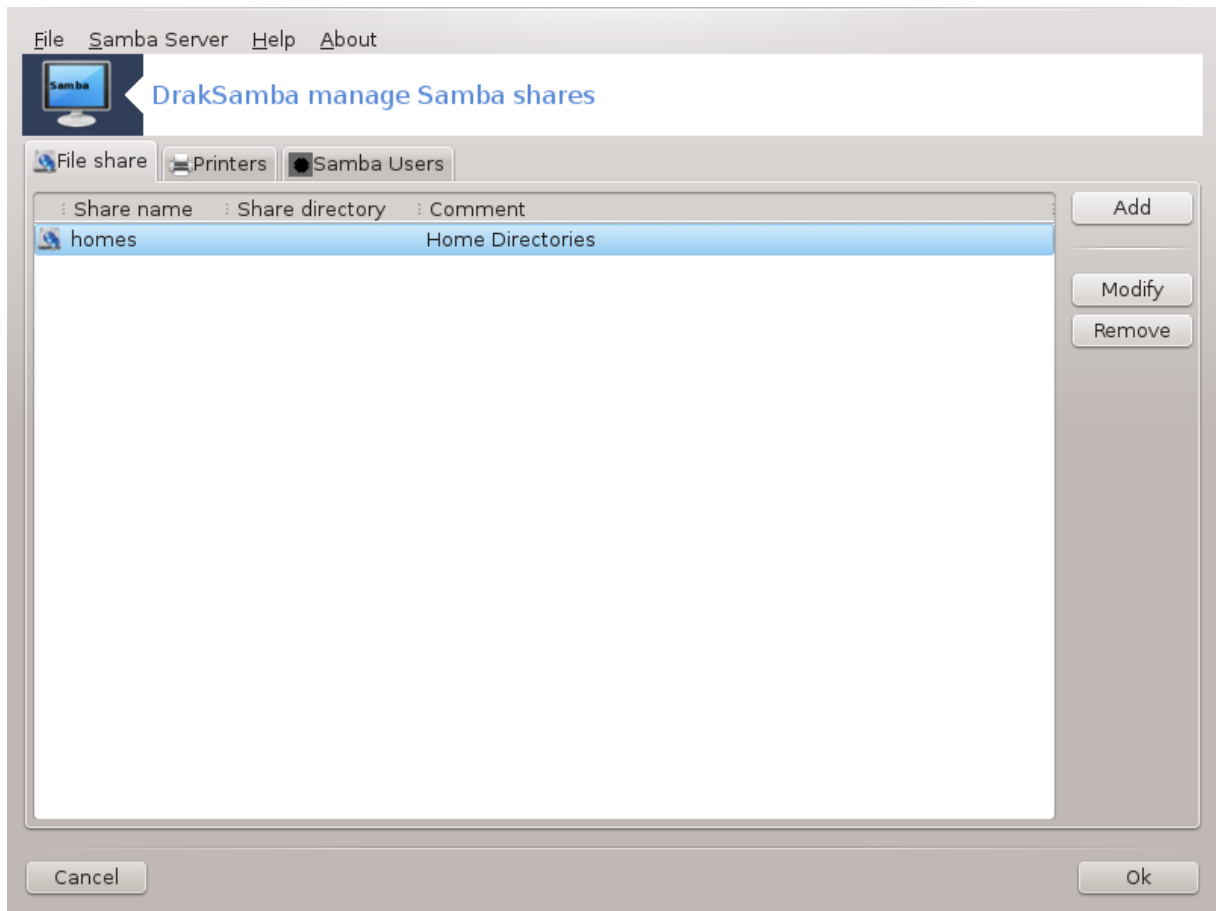 File Samba Server Help About
Samba
DrakSamba manage Samba shares
File share Printers Samba Users
Share name Share directory Comment
Add
homes Home Directories
Modify
Remove
Cancel Ok